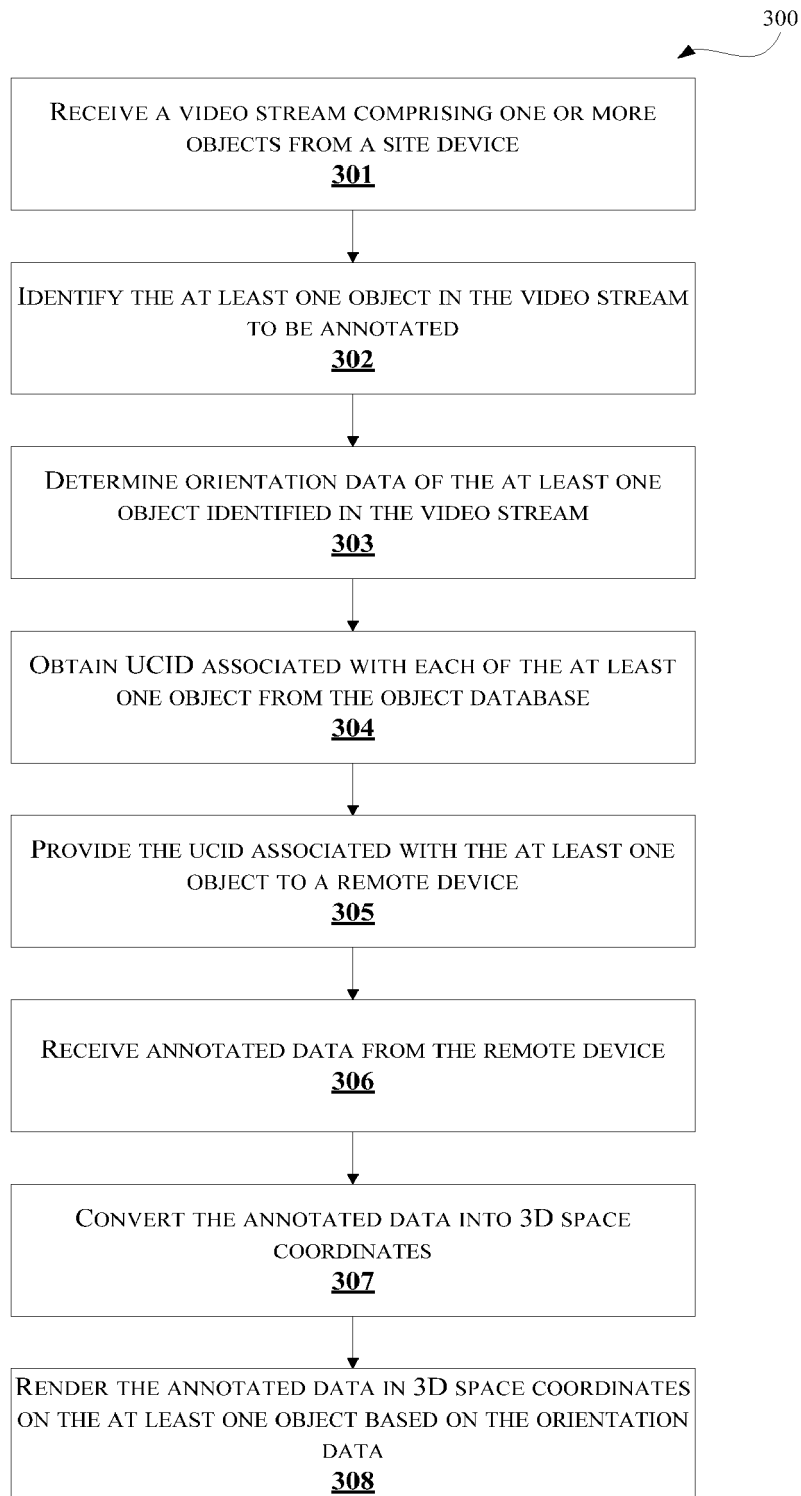 300
RECEIVE A VIDEO STREAM COMPRISING ONE OR MORE
OBJECTS FROM A SITE DEVICE
301
IDENTIFY THE AT LEAST ONE OBJECT IN THE VIDEO STREAM
TO BE ANNOTATED
302
DETERMINE ORIENTATION DATA OF THE AT LEAST ONE
OBJECT IDENTIFIED IN THE VIDEO STREAM
303
OBTAIN UCID ASSOCIATED WITH EACH OF THE AT LEAST
ONE OBJECT FROM THE OBJECT DATABASE
304
PROVIDE THE UCID ASSOCIATED WITH THE AT LEAST ONE
OBJECT TO A REMOTE DEVICE
305
RECEIVE ANNOTATED DATA FROM THE REMOTE DEVICE
306
CONVERT THE ANNOTATED DATA INTO 3D SPACE
COORDINATES
307
RENDER THE ANNOTATED DATA IN 3D SPACE COORDINATES
ON THE AT LEAST ONE OBJECT BASED ON THE ORIENTATION
DATA
308